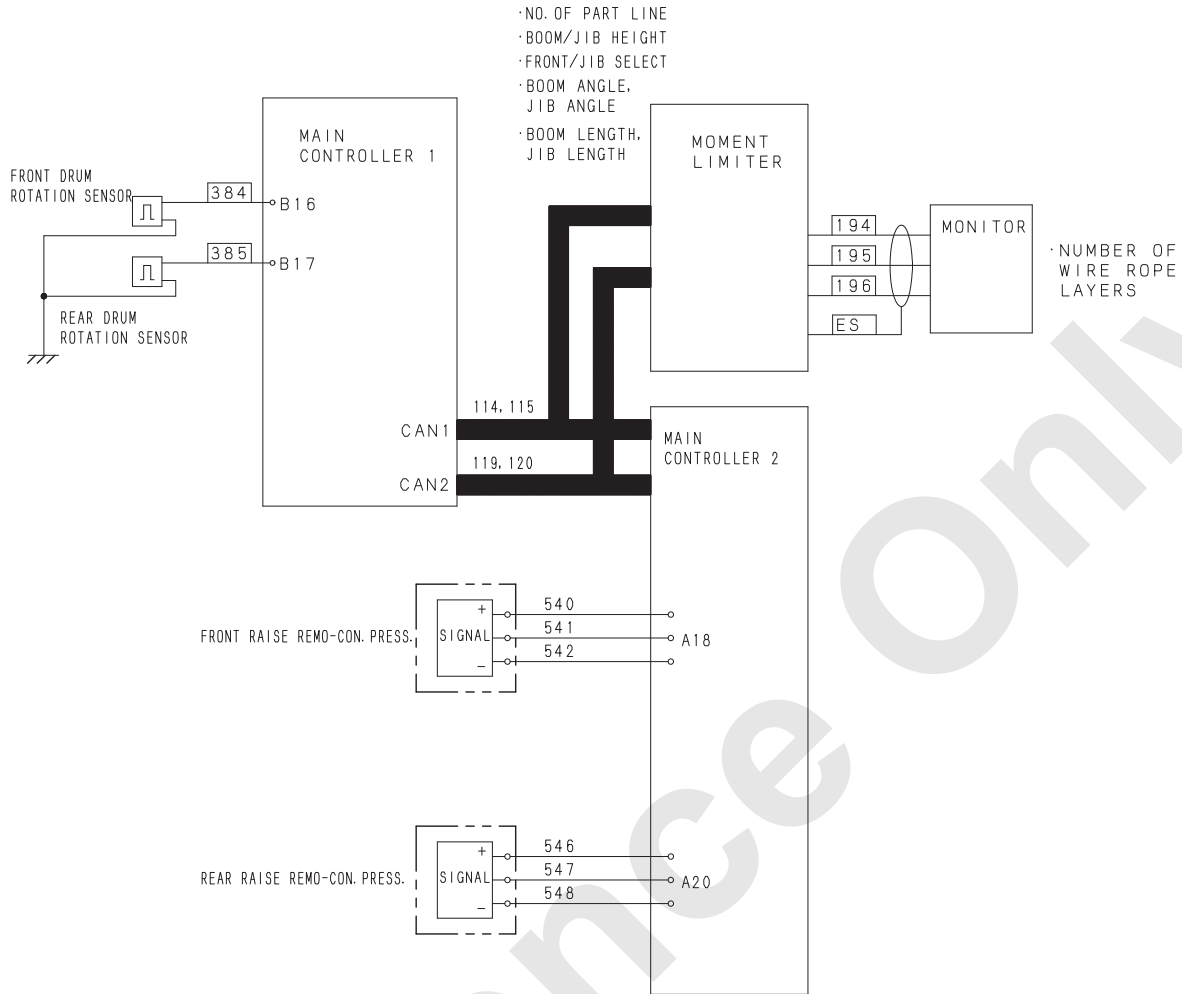 ·NO. OF PART LINE
·BOOM/JIB HEIGHT
·FRONT/JIB SELECT
·BOOM ANGLE,
JIB ANGLE
·BOOM LENGTH,
JIB LENGTH
MAIN
CONTROLLER 1
MOMENT
LIMITER
FRONT DRUM
ROTATION SENSOR
384
B16
385
B17
REAR DRUM
ROTATION SENSOR
194
195
196
ES
MONITOR
·NUMBER OF
WIRE ROPE
LAYERS
CAN1
114, 115
CAN2
119, 120
MAIN
CONTROLLER 2
FRONT RAISE REMO-CON. PRESS.
+
SIGNAL
−
540
541
542
A18
REAR RAISE REMO-CON. PRESS.
+
SIGNAL
−
546
547
548
A20
nce Only